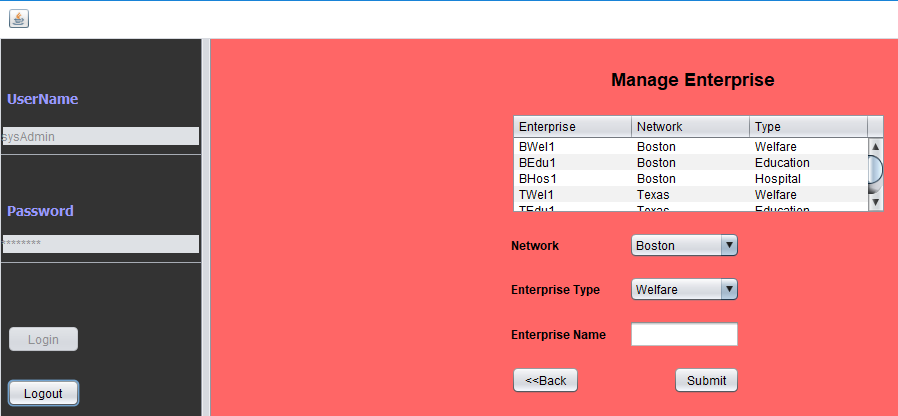 UserName
sysAdmin
Password
********
Login
Logout
Manage Enterprise
Enterprise Network Type
BWel1 Boston Welfare
BEdu1 Boston Education
BHos1 Boston Hospital
TWel1 Texas Welfare
TEdu1 Texas Education
Network Boston
Enterprise Type Welfare
Enterprise Name
<<Back Submit